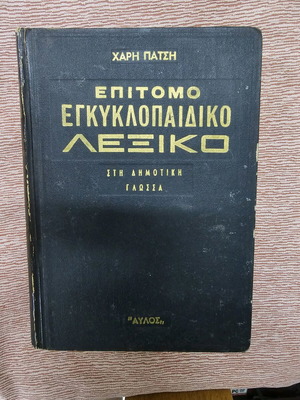 ΧΑΡΗ ΠΑΤΣΗ
ΕΠΙΤΟΜΟ
ΕΓΚΥΚΛΟΠΑΙΔΙΚΟ
ΛΕΞΙΚΟ
ΣΤΗ ΔΗΜΟΤΙΚΗ
ΓΛΩΣΣΑ
"ΑΥΛΟΣ"